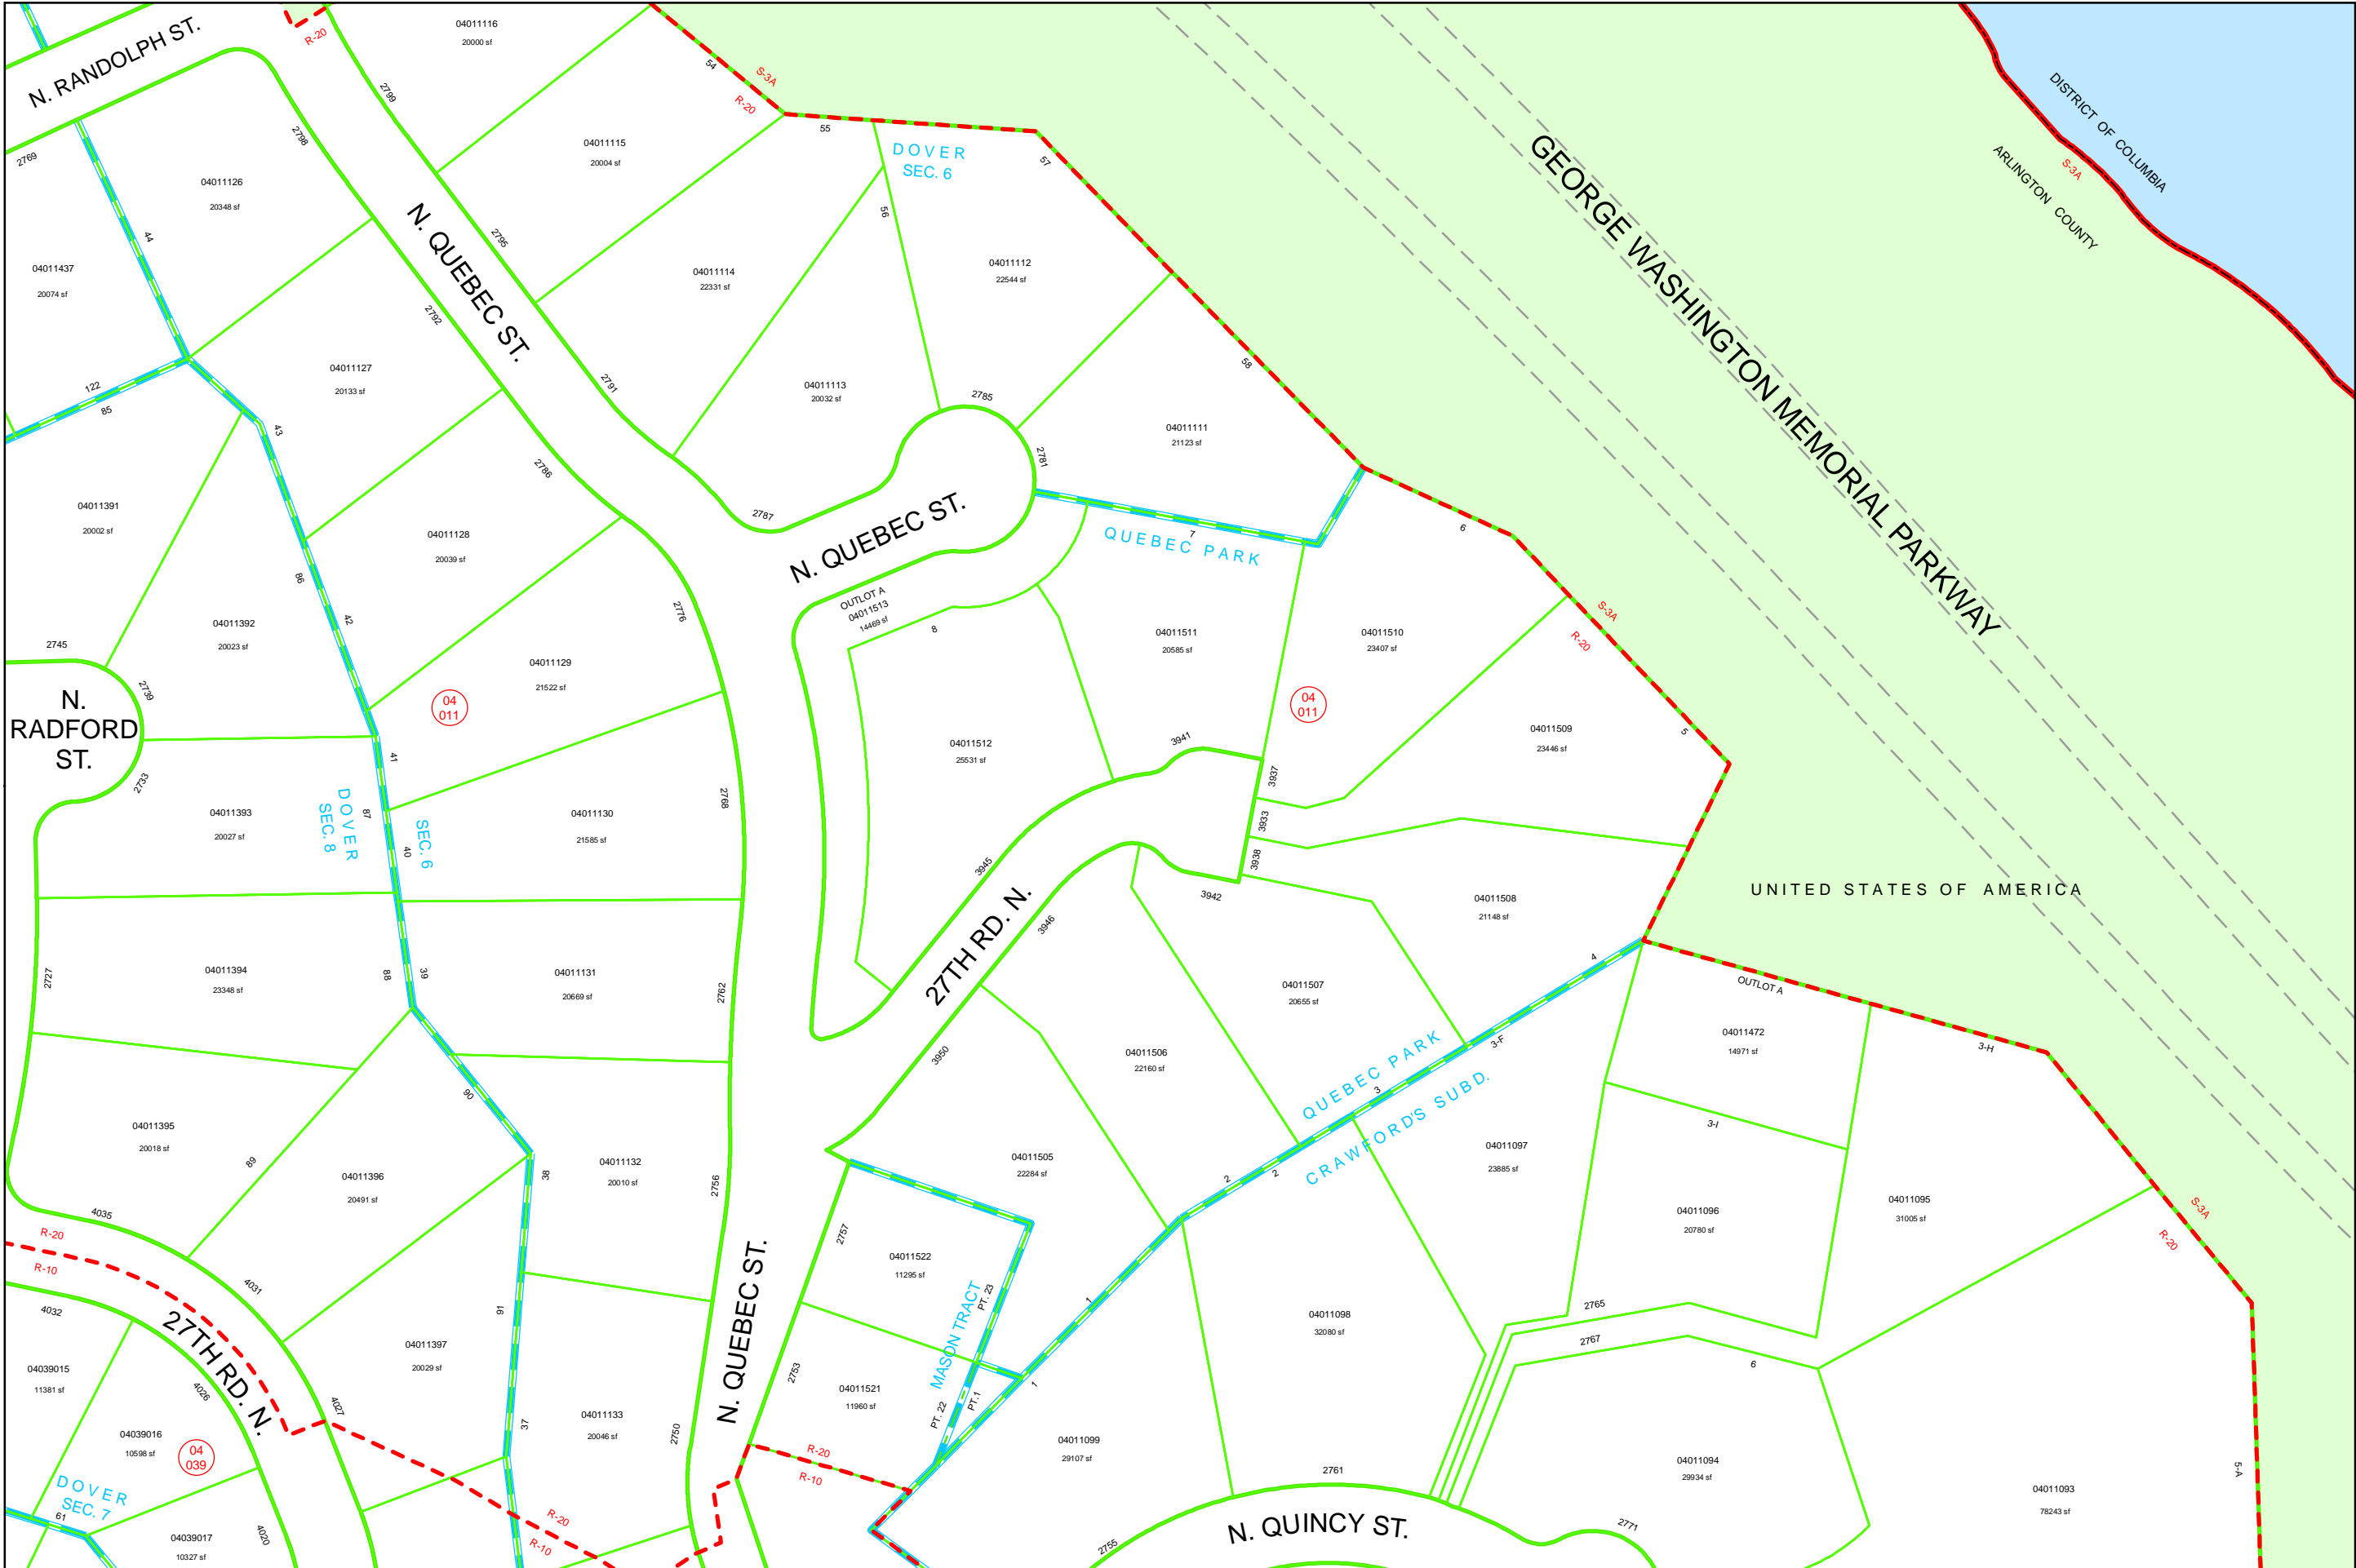 N. RANDOLPH ST.
R-20
04011116
20000 sf
2799
54
S-3A
R-20
55
57
DOVER
SEC. 6
04011115
20004 sf
2798
2769
04011126
20348 sf
44
04011437
20074 sf
N. QUEBEC ST.
2795
56
04011114
22331 sf
04011112
22544 sf
2792
58
122
85
04011127
20133 sf
2791
04011113
20032 sf
2785
2781
04011111
21123 sf
43
2786
04011391
20002 sf
2787
N. QUEBEC ST.
7
QUEBEC PARK
6
04011128
20039 sf
86
42
2776
OUTLOT A
04011513
14469 sf
8
04011392
20023 sf
04011511
20585 sf
04011510
23407 sf
S-3A
R-20
2745
2739
04011129
21522 sf
04
011
04
011
N.
RADFORD
ST.
41
3941
04011512
25531 sf
04011509
23446 sf
5
2733
3937
3933
3938
04011393
20027 sf
DOVER
SEC. 8
87
40
SEC. 6
04011130
21585 sf
2768
3945
3942
3946
27TH RD. N.
04011508
21148 sf
UNITED STATES OF AMERICA
GEORGE WASHINGTON MEMORIAL PARKWAY
DISTRICT OF COLUMBIA
S-3A
ARLINGTON COUNTY
2727
04011394
23348 sf
88
39
04011131
20669 sf
2762
04011507
20655 sf
4
OUTLOT A
3950
04011506
22160 sf
QUEBEC PARK
3-F
3
CRAWFORD'S SUBD.
04011472
14971 sf
3-H
90
04011395
20018 sf
89
04011396
20491 sf
38
04011132
20010 sf
2756
04011505
22284 sf
2
2
04011097
23885 sf
3-I
04011096
20780 sf
04011095
31005 sf
S-3A
R-20
4035
R-20
R-10
4031
4032
27TH RD. N.
91
2757
04011522
11295 sf
PT. 23
MASON TRACT
1
1
04011098
32080 sf
2765
2767
6
04011397
20029 sf
N. QUEBEC ST.
2753
04011521
11960 sf
PT. 22
PT.1
04039015
11381 sf
4026
4027
04039016
10598 sf
04
039
37
04011133
20046 sf
2750
R-20
R-10
04011099
29107 sf
2761
04011094
29934 sf
04011093
78243 sf
5-A
DOVER
SEC. 7
61
04039017
10327 sf
4020
R-20
R-10
2755
N. QUINCY ST.
2771